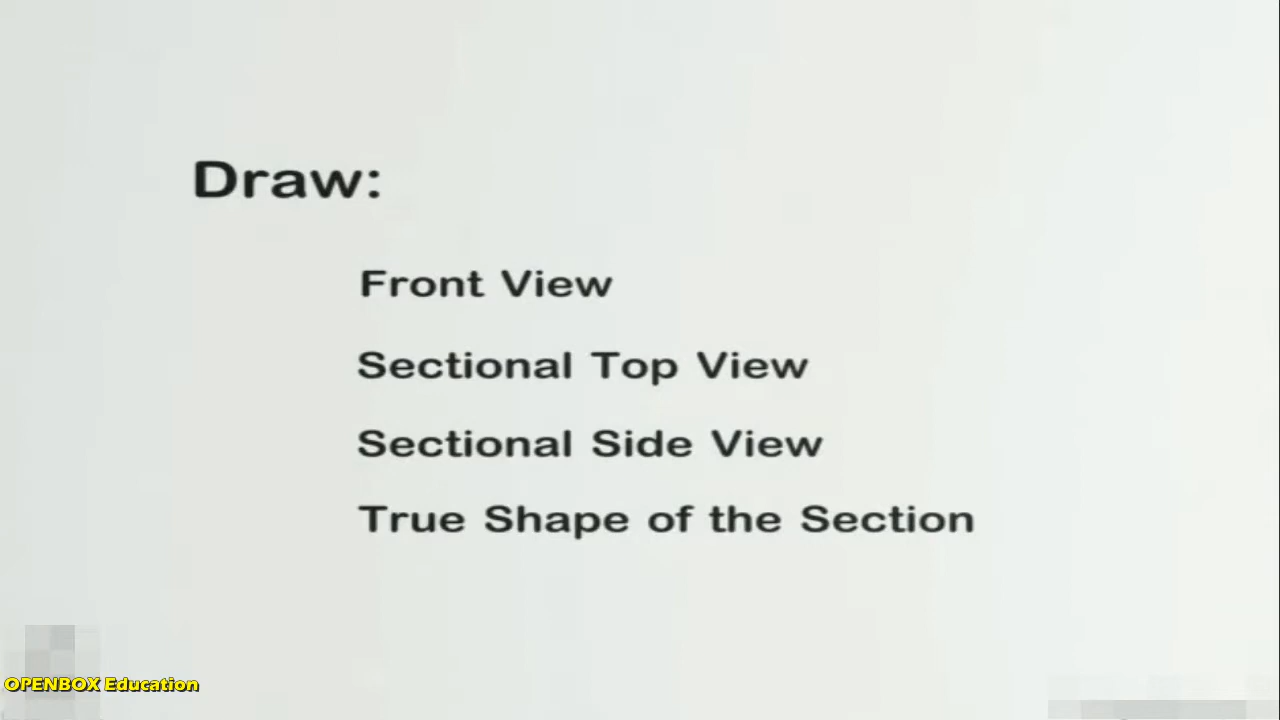 Draw:
Front View
Sectional Top View
Sectional Side View
True Shape of the Section
OPENBOX Education